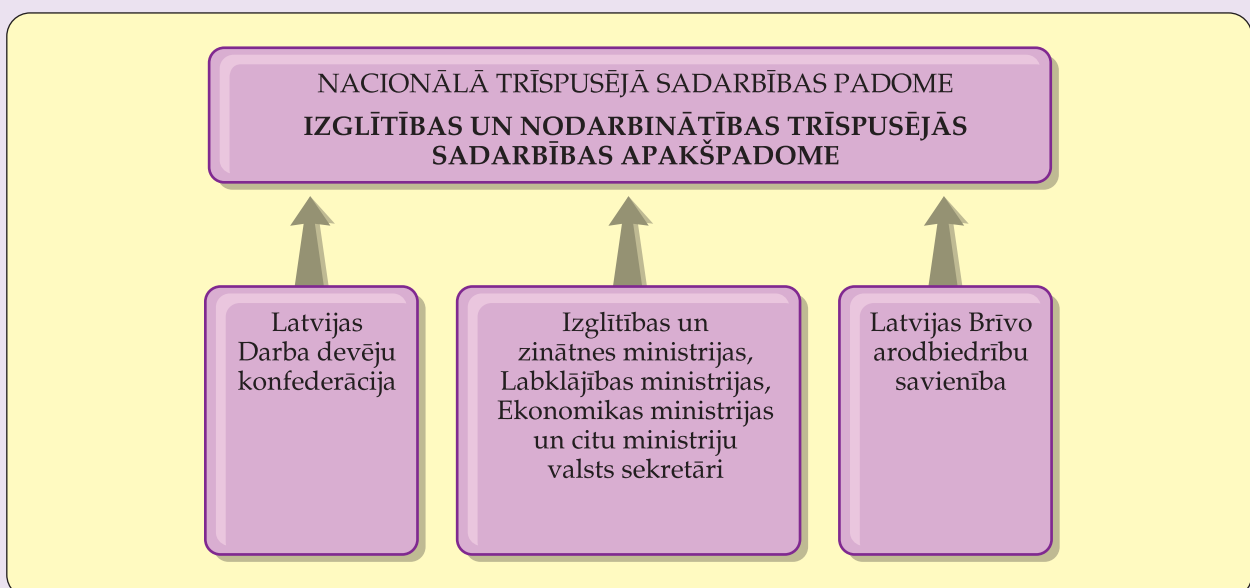 NACIONĀLĀ TRĪSPUSĒJĀ SADARBĪBAS PADOME
IZGLĪTĪBAS UN NODARBINĀTĪBAS TRĪSPUSĒJĀS
SADARBĪBAS APAKŠPADOME
Latvijas
Darba devēju
konfederācija
Izglītības un
zinātnes ministrijas,
Labklājības ministrijas,
Ekonomikas ministrijas
un citu ministriju
valsts sekretāri
Latvijas Brīvo
arodbiedrību
savienība